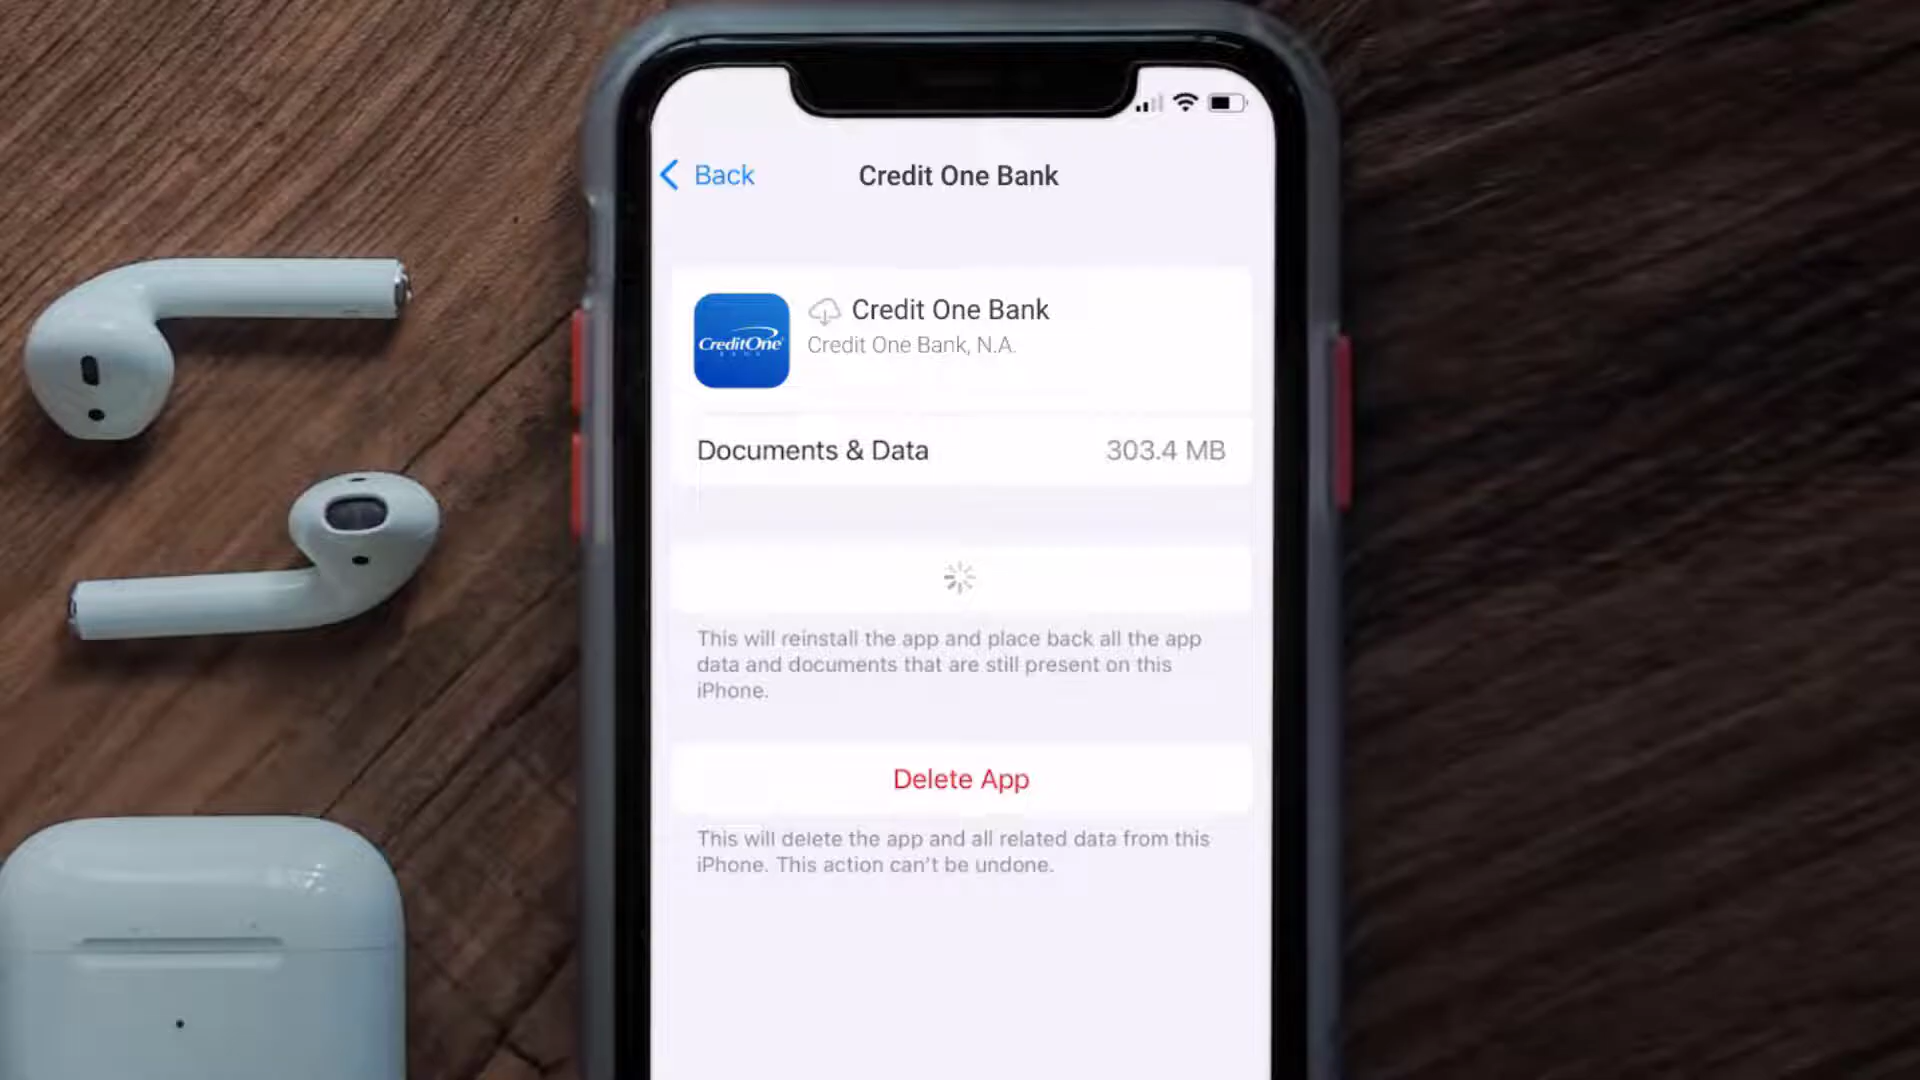 Back
Credit One Bank
CreditOne
BANK
Credit One Bank
Credit One Bank, N.A.
Documents & Data
303.4 MB
This will reinstall the app and place back all the app
data and documents that are still present on this
iPhone.
Delete App
This will delete the app and all related data from this
iPhone. This action can't be undone.